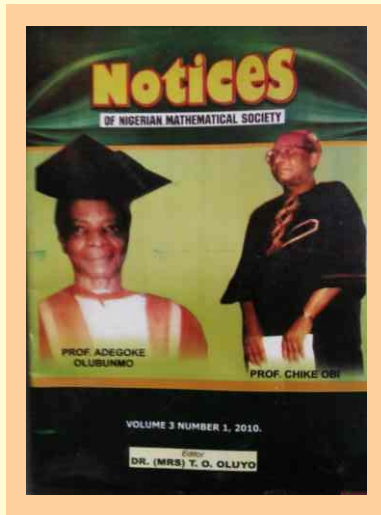 Notices
OF NIGERIAN MATHEMATICAL SOCIETY
PROF. ADEGOKE
OLUBUNMO
PROF. CHIKE OBI
VOLUME 3 NUMBER 1, 2010.
Editor
DR. (MRS) T. O. OLUYO